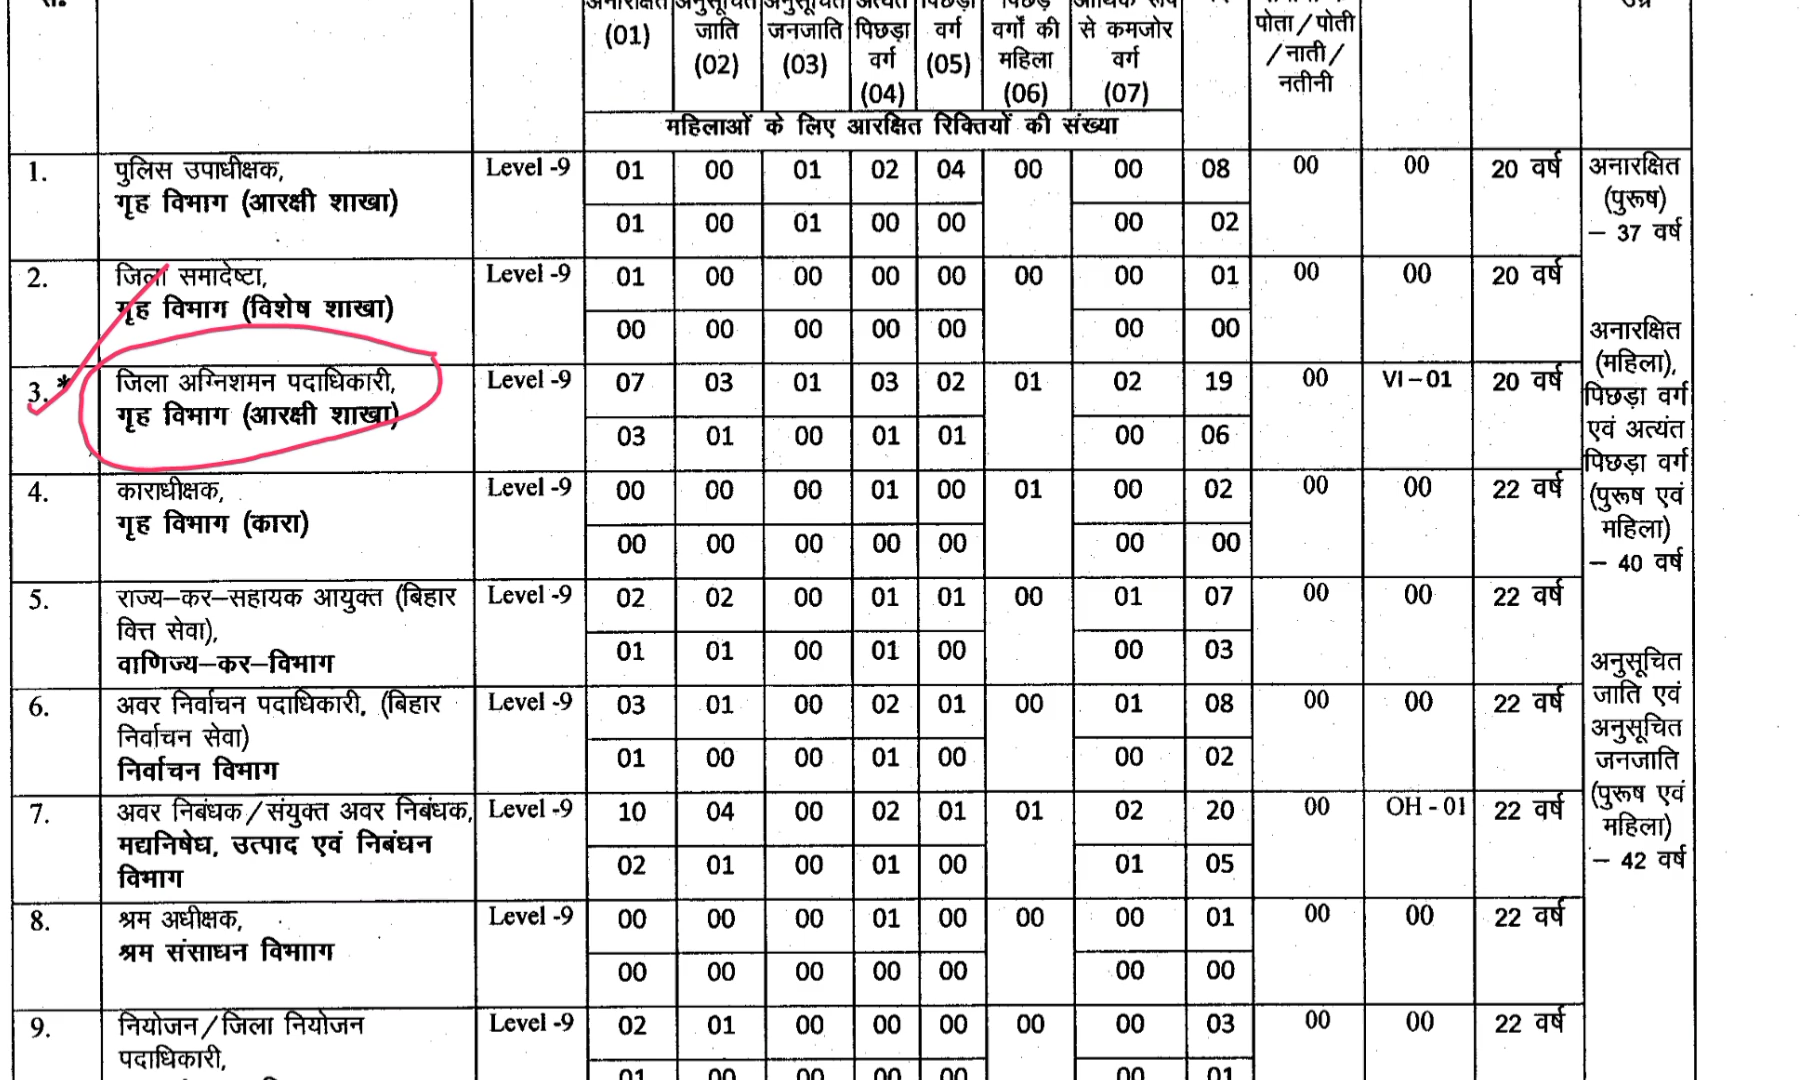 अनारक्षित अनुसूचित अनुसूचित अत्यंत पिछड़ा पिछड़े आर्थिक रूप
(01) जाति जनजाति पिछड़ा वर्ग वर्गों की से कमजोर पोता/पोती
(02) (03) वर्ग (05) महिला वर्ग /नाती/
(04) (06) (07) नतीनी
महिलाओं के लिए आरक्षित रिक्तियों की संख्या
1. पुलिस उपाधीक्षक, Level -9 01 00 01 02 04 00 00 08 00 00 20 वर्ष अनारक्षित
गृह विभाग (आरक्षी शाखा) (पुरूष)
01 00 01 00 00 00 02 – 37 वर्ष
2. जिला समादेष्टा, Level -9 01 00 00 00 00 00 00 01 00 00 20 वर्ष
गृह विभाग (विशेष शाखा)
00 00 00 00 00 00 00 अनारक्षित
(महिला),
3. * जिला अग्निशमन पदाधिकारी, Level -9 07 03 01 03 02 01 02 19 00 VI – 01 20 वर्ष पिछड़ा वर्ग
गृह विभाग (आरक्षी शाखा)
03 01 00 01 01 00 06 एवं अत्यंत
पिछड़ा वर्ग
4. काराधीक्षक, Level -9 00 00 00 01 00 01 00 02 00 00 22 वर्ष (पुरूष एवं
गृह विभाग (कारा) महिला)
00 00 00 00 00 00 00 – 40 वर्ष
5. राज्य–कर–सहायक आयुक्त (बिहार Level -9 02 02 00 01 01 00 01 07 00 00 22 वर्ष
वित्त सेवा),
वाणिज्य–कर–विभाग 01 01 00 01 00 00 03 अनुसूचित
6. अवर निर्वाचन पदाधिकारी, (बिहार Level -9 03 01 00 02 01 00 01 08 00 00 22 वर्ष जाति एवं
निर्वाचन सेवा) अनुसूचित
निर्वाचन विभाग 01 00 00 01 00 00 02 जनजाति
7. अवर निबंधक/संयुक्त अवर निबंधक, Level -9 10 04 00 02 01 01 02 20 00 OH - 01 22 वर्ष (पुरूष एवं
मद्यनिषेध, उत्पाद एवं निबंधन महिला)
विभाग 02 01 00 01 00 01 05 – 42 वर्ष
8. श्रम अधीक्षक, Level -9 00 00 00 01 00 00 00 01 00 00 22 वर्ष
श्रम संसाधन विभााग
00 00 00 00 00 00 00
9. नियोजन/जिला नियोजन Level -9 02 01 00 00 00 00 00 03 00 00 22 वर्ष
पदाधिकारी,
01 00 00 00 00 00 01